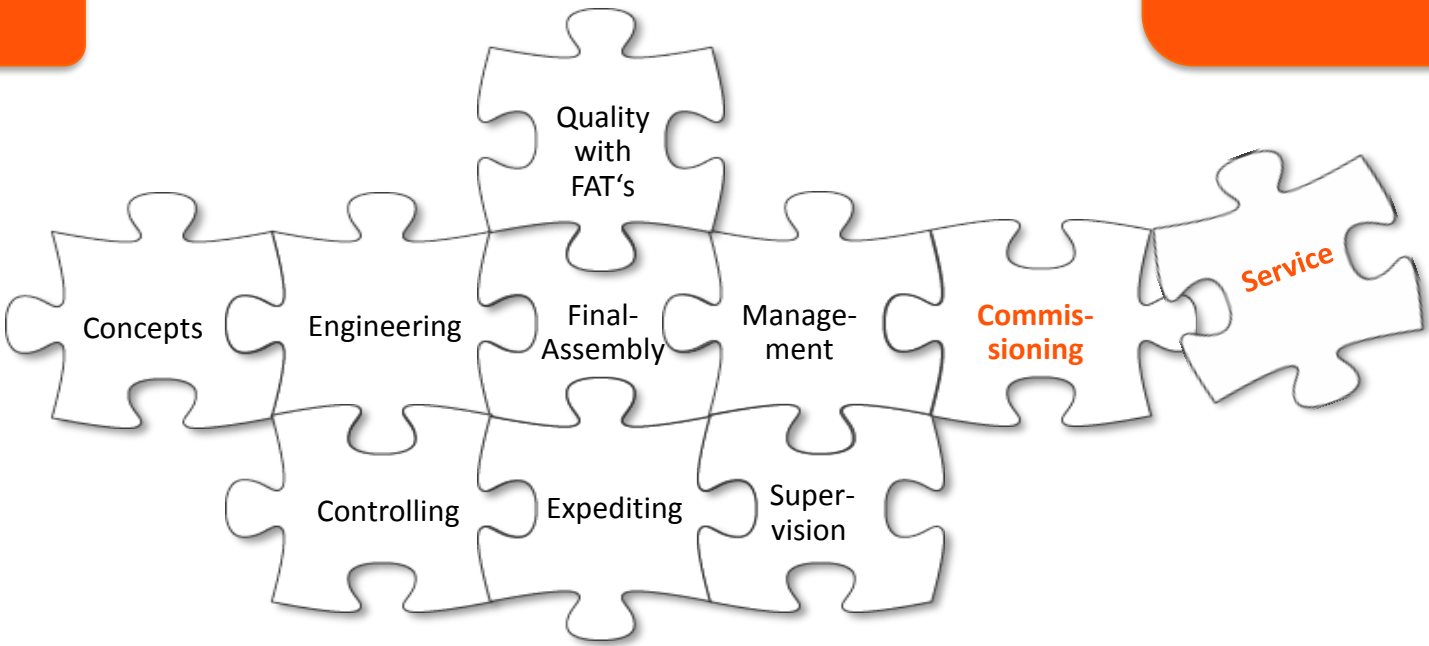 Quality
with
FAT‘s
Concepts
Engineering
Final-
Assembly
Manage-
ment
Commis-
sioning
Service
Controlling
Expediting
Super-
vision